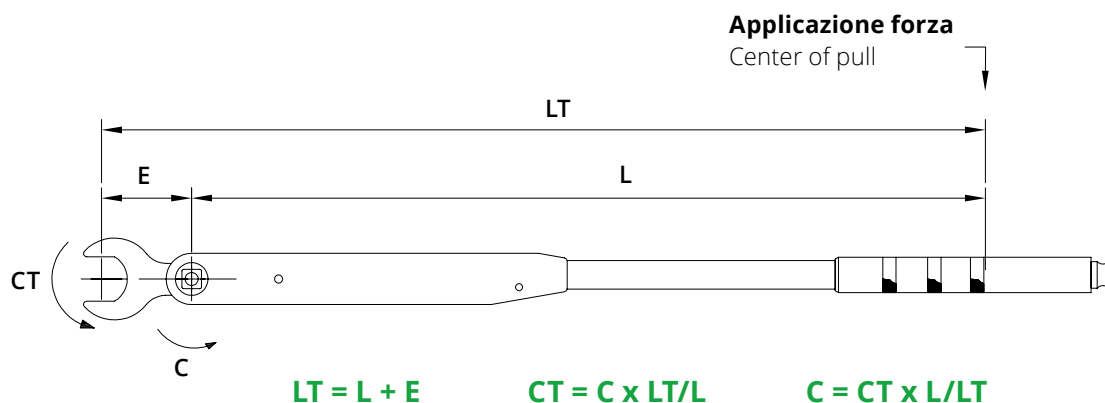 Applicazione forza
Center of pull
LT
E
L
CT
C
LT = L + E
CT = C x LT/L
C = CT x L/LT